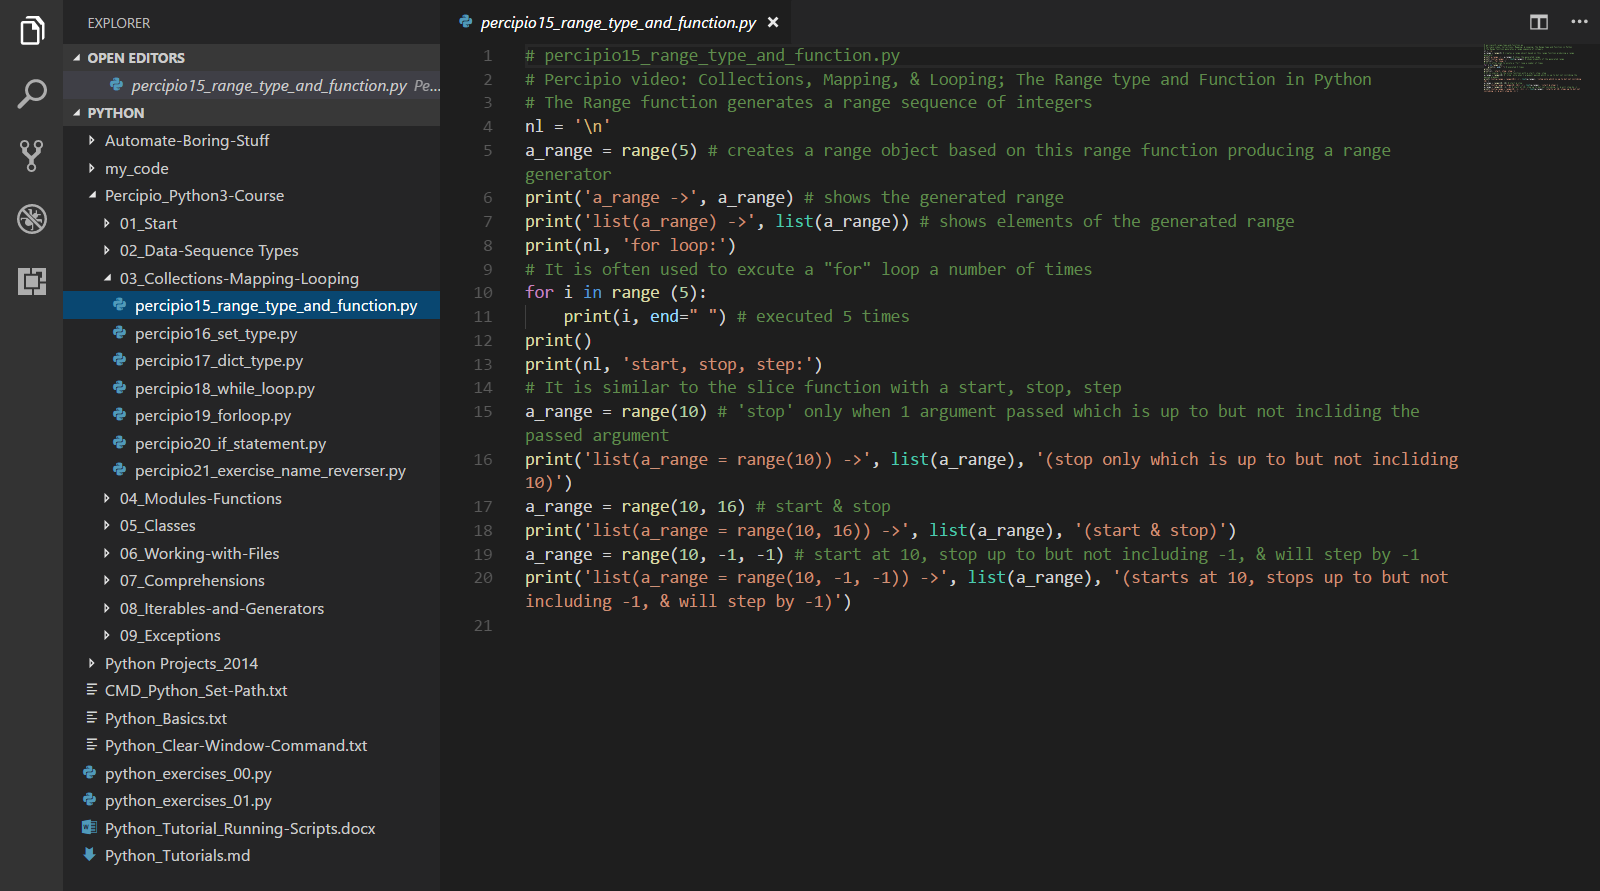 EXPLORER
OPEN EDITORS
percipio15_range_type_and_function.py Pe...
PYTHON
Automate-Boring-Stuff
my_code
Percipio_Python3-Course
01_Start
02_Data-Sequence Types
03_Collections-Mapping-Looping
percipio15_range_type_and_function.py
percipio16_set_type.py
percipio17_dict_type.py
percipio18_while_loop.py
percipio19_forloop.py
percipio20_if_statement.py
percipio21_exercise_name_reverser.py
04_Modules-Functions
05_Classes
06_Working-with-Files
07_Comprehensions
08_Iterables-and-Generators
09_Exceptions
Python Projects_2014
CMD_Python_Set-Path.txt
Python_Basics.txt
Python_Clear-Window-Command.txt
python_exercises_00.py
python_exercises_01.py
Python_Tutorial_Running-Scripts.docx
Python_Tutorials.md
percipio15_range_type_and_function.py
1 # percipio15_range_type_and_function.py
2 # Percipio video: Collections, Mapping, & Looping; The Range type and Function in Python
3 # The Range function generates a range sequence of integers
4 nl = '\n'
5 a_range = range(5) # creates a range object based on this range function producing a range
generator
6 print('a_range ->', a_range) # shows the generated range
7 print('list(a_range) ->', list(a_range)) # shows elements of the generated range
8 print(nl, 'for loop:')
9 # It is often used to excute a "for" loop a number of times
10 for i in range (5):
11     print(i, end=" ") # executed 5 times
12 print()
13 print(nl, 'start, stop, step:')
14 # It is similar to the slice function with a start, stop, step
15 a_range = range(10) # 'stop' only when 1 argument passed which is up to but not incliding the
passed argument
16 print('list(a_range = range(10)) ->', list(a_range), '(stop only which is up to but not incliding
10)')
17 a_range = range(10, 16) # start & stop
18 print('list(a_range = range(10, 16)) ->', list(a_range), '(start & stop)')
19 a_range = range(10, -1, -1) # start at 10, stop up to but not including -1, & will step by -1
20 print('list(a_range = range(10, -1, -1)) ->', list(a_range), '(starts at 10, stops up to but not
including -1, & will step by -1)')
21